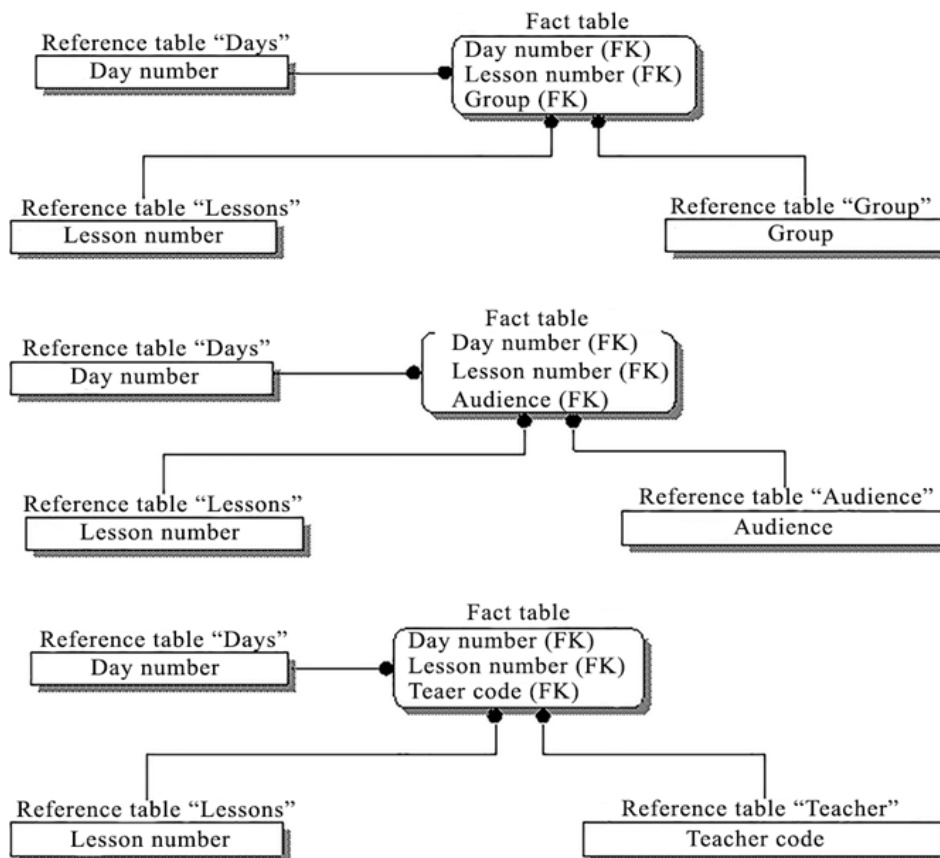 Fact table
Reference table “Days”
Day number
Day number (FK)
Lesson number (FK)
Group (FK)
Reference table “Lessons”
Lesson number
Reference table “Group”
Group
Fact table
Reference table “Days”
Day number
Day number (FK)
Lesson number (FK)
Audience (FK)
Reference table “Lessons”
Lesson number
Reference table “Audience”
Audience
Fact table
Reference table “Days”
Day number
Day number (FK)
Lesson number (FK)
Teaer code (FK)
Reference table “Lessons”
Lesson number
Reference table “Teacher”
Teacher code